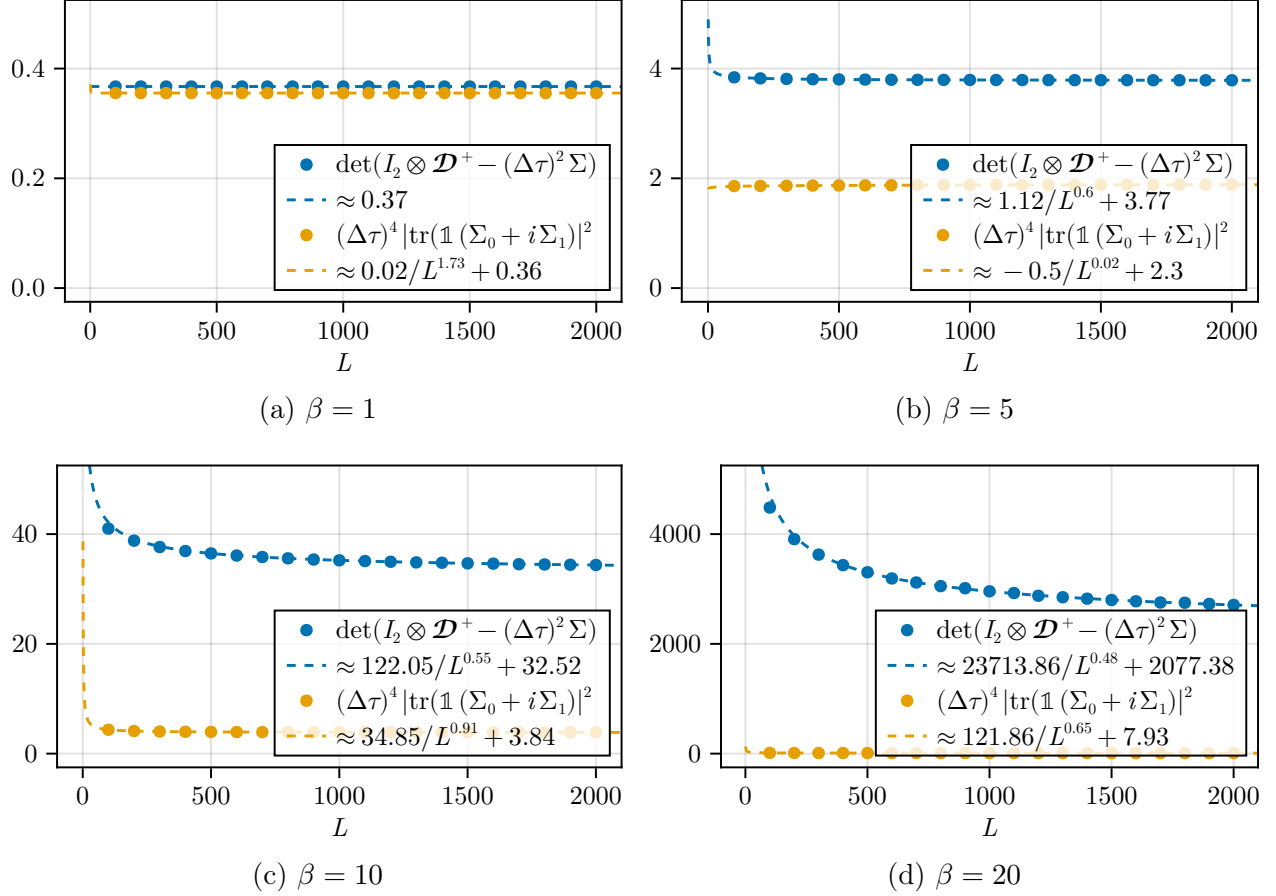 0.4
0.2
0.0
det(I₂ ⊗ 𝓓⁺ − (Δτ)² Σ)
≈ 0.37
(Δτ)⁴ |tr(𝟙 (Σ₀ + iΣ₁)|²
≈ 0.02/L^1.73 + 0.36
0 500 1000 1500 2000
L
(a) β = 1
4
2
0
det(I₂ ⊗ 𝓓⁺ − (Δτ)² Σ)
≈ 1.12/L^0.6 + 3.77
(Δτ)⁴ |tr(𝟙 (Σ₀ + iΣ₁)|²
≈ − 0.5/L^0.02 + 2.3
0 500 1000 1500 2000
L
(b) β = 5
40
20
0
det(I₂ ⊗ 𝓓⁺ − (Δτ)² Σ)
≈ 122.05/L^0.55 + 32.52
(Δτ)⁴ |tr(𝟙 (Σ₀ + iΣ₁)|²
≈ 34.85/L^0.91 + 3.84
0 500 1000 1500 2000
L
(c) β = 10
4000
2000
0
det(I₂ ⊗ 𝓓⁺ − (Δτ)² Σ)
≈ 23713.86/L^0.48 + 2077.38
(Δτ)⁴ |tr(𝟙 (Σ₀ + iΣ₁)|²
≈ 121.86/L^0.65 + 7.93
0 500 1000 1500 2000
L
(d) β = 20